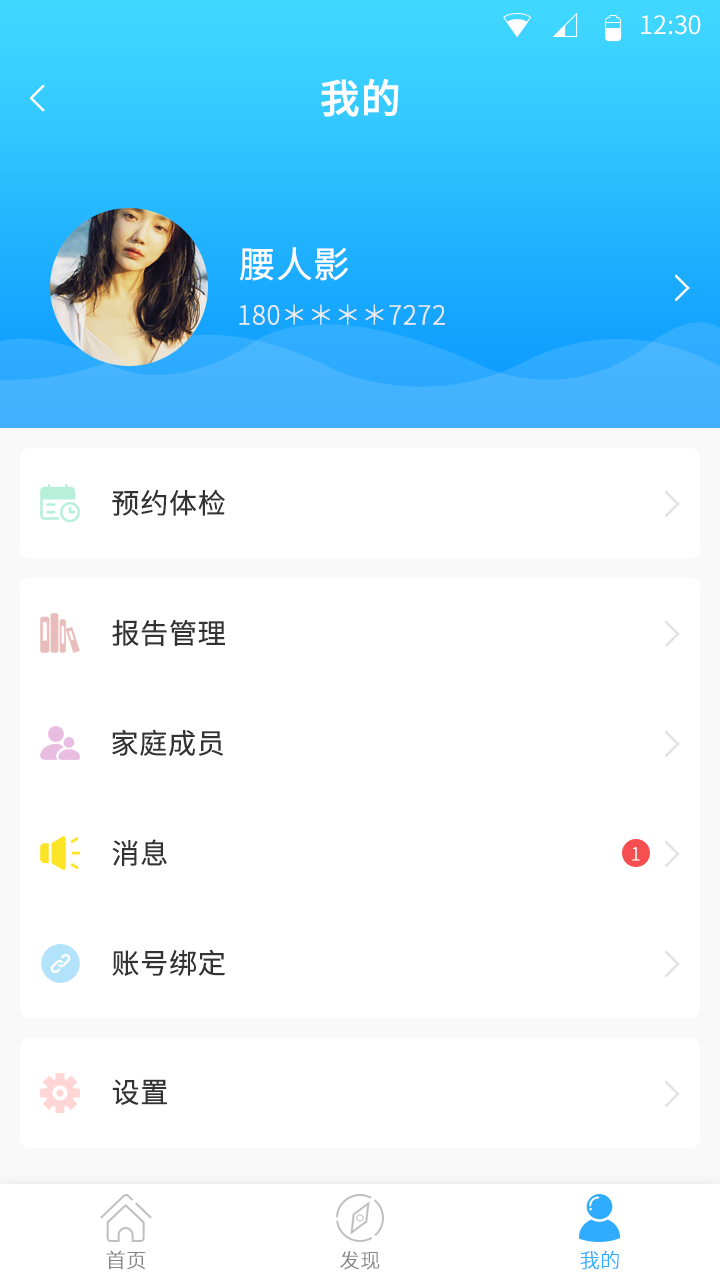 12:30
我的
腰人影
180＊＊＊＊7272
预约体检
报告管理
家庭成员
消息
1
账号绑定
设置
首页
发现
我的